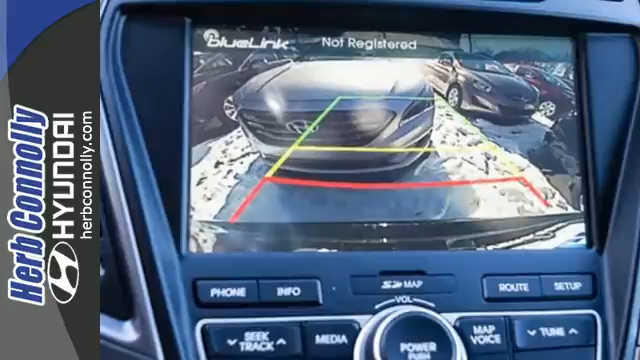 Herb Connolly
HYUNDAI
herbconnolly.com
blueLink Not Registered
PHONE INFO SD MAP ROUTE SETUP
VOL
SEEK TRACK MEDIA POWER PUSH MAP VOICE TUNE